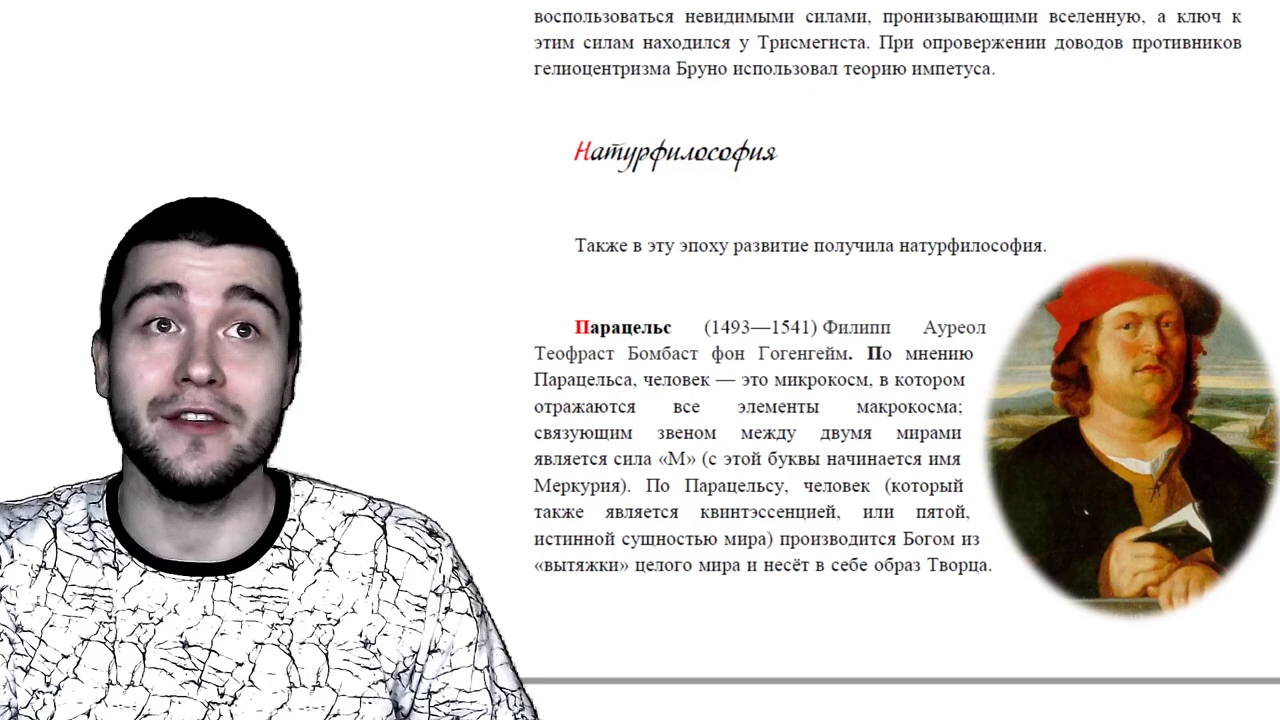 воспользоваться невидимыми силами, пронизывающими вселенную, а ключ к
этим силам находился у Трисмегиста. При опровержении доводов противников
гелиоцентризма Бруно использовал теорию импетуса.
Натурфилософия
Также в эту эпоху развитие получила натурфилософия.
Парацельс (1493—1541) Филипп Ауреол
Теофраст Бомбаст фон Гогенгейм. По мнению
Парацельса, человек — это микрокосм, в котором
отражаются все элементы макрокосма;
связующим звеном между двумя мирами
является сила «М» (с этой буквы начинается имя
Меркурия). По Парацельсу, человек (который
также является квинтэссенцией, или пятой,
истинной сущностью мира) производится Богом из
«вытяжки» целого мира и несёт в себе образ Творца.